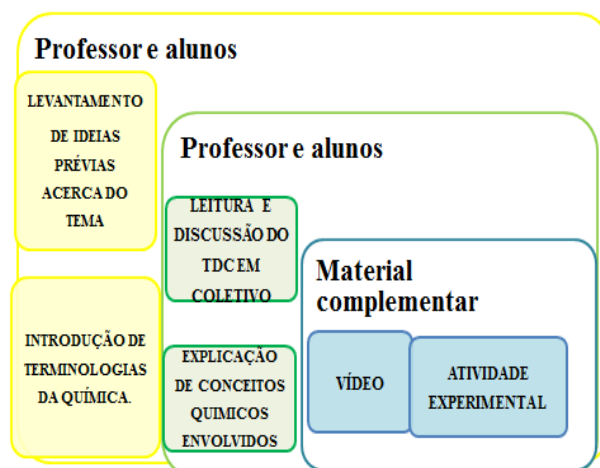 Professor e alunos
LEVANTAMENTO
DE IDEIAS
PRÉVIAS
ACERCA DO
TEMA
INTRODUÇÃO DE
TERMINOLOGIAS
DA QUÍMICA.
Professor e alunos
LEITURA E
DISCUSSÃO DO
TDC EM
COLETIVO
EXPLICAÇÃO
DE CONCEITOS
QUIMICOS
ENVOLVIDOS
Material
complementar
VÍDEO
ATIVIDADE
EXPERIMENTAL